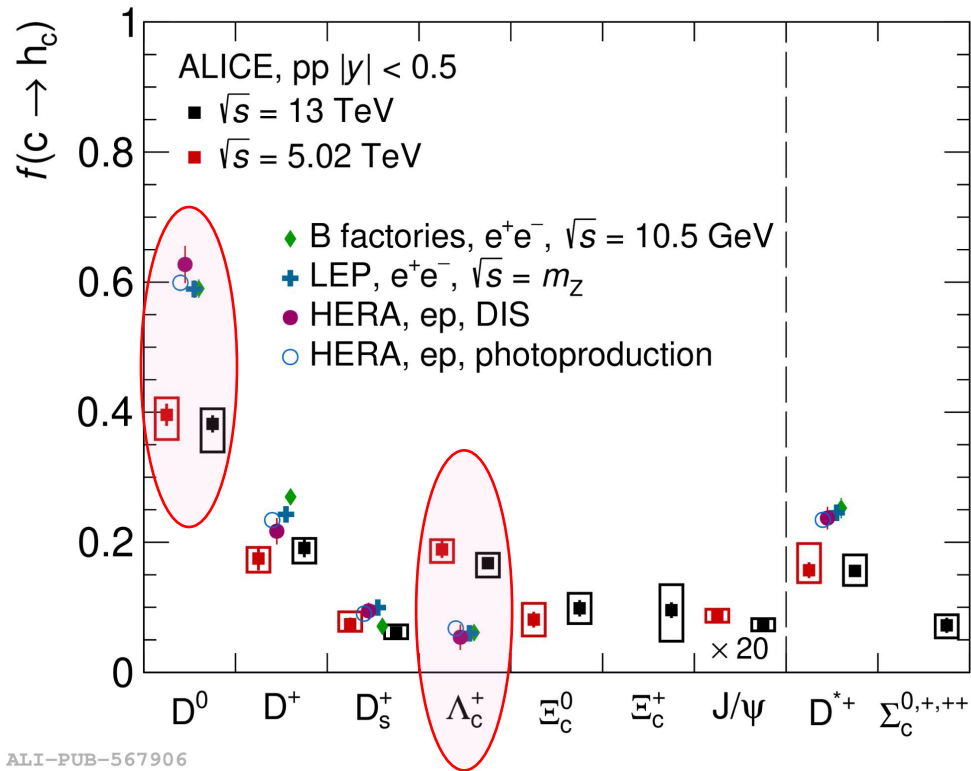 f(c → h_c)
1
0.8
0.6
0.4
0.2
0
ALICE, pp |y| < 0.5
√s = 13 TeV
√s = 5.02 TeV
B factories, e⁺e⁻, √s = 10.5 GeV
LEP, e⁺e⁻, √s = m_Z
HERA, ep, DIS
HERA, ep, photoproduction
× 20
D⁰ D⁺ D_s⁺ Λ_c⁺ Ξ_c⁰ Ξ_c⁺ J/ψ D*⁺ Σ_c⁰,⁺,⁺⁺
ALI-PUB-567906